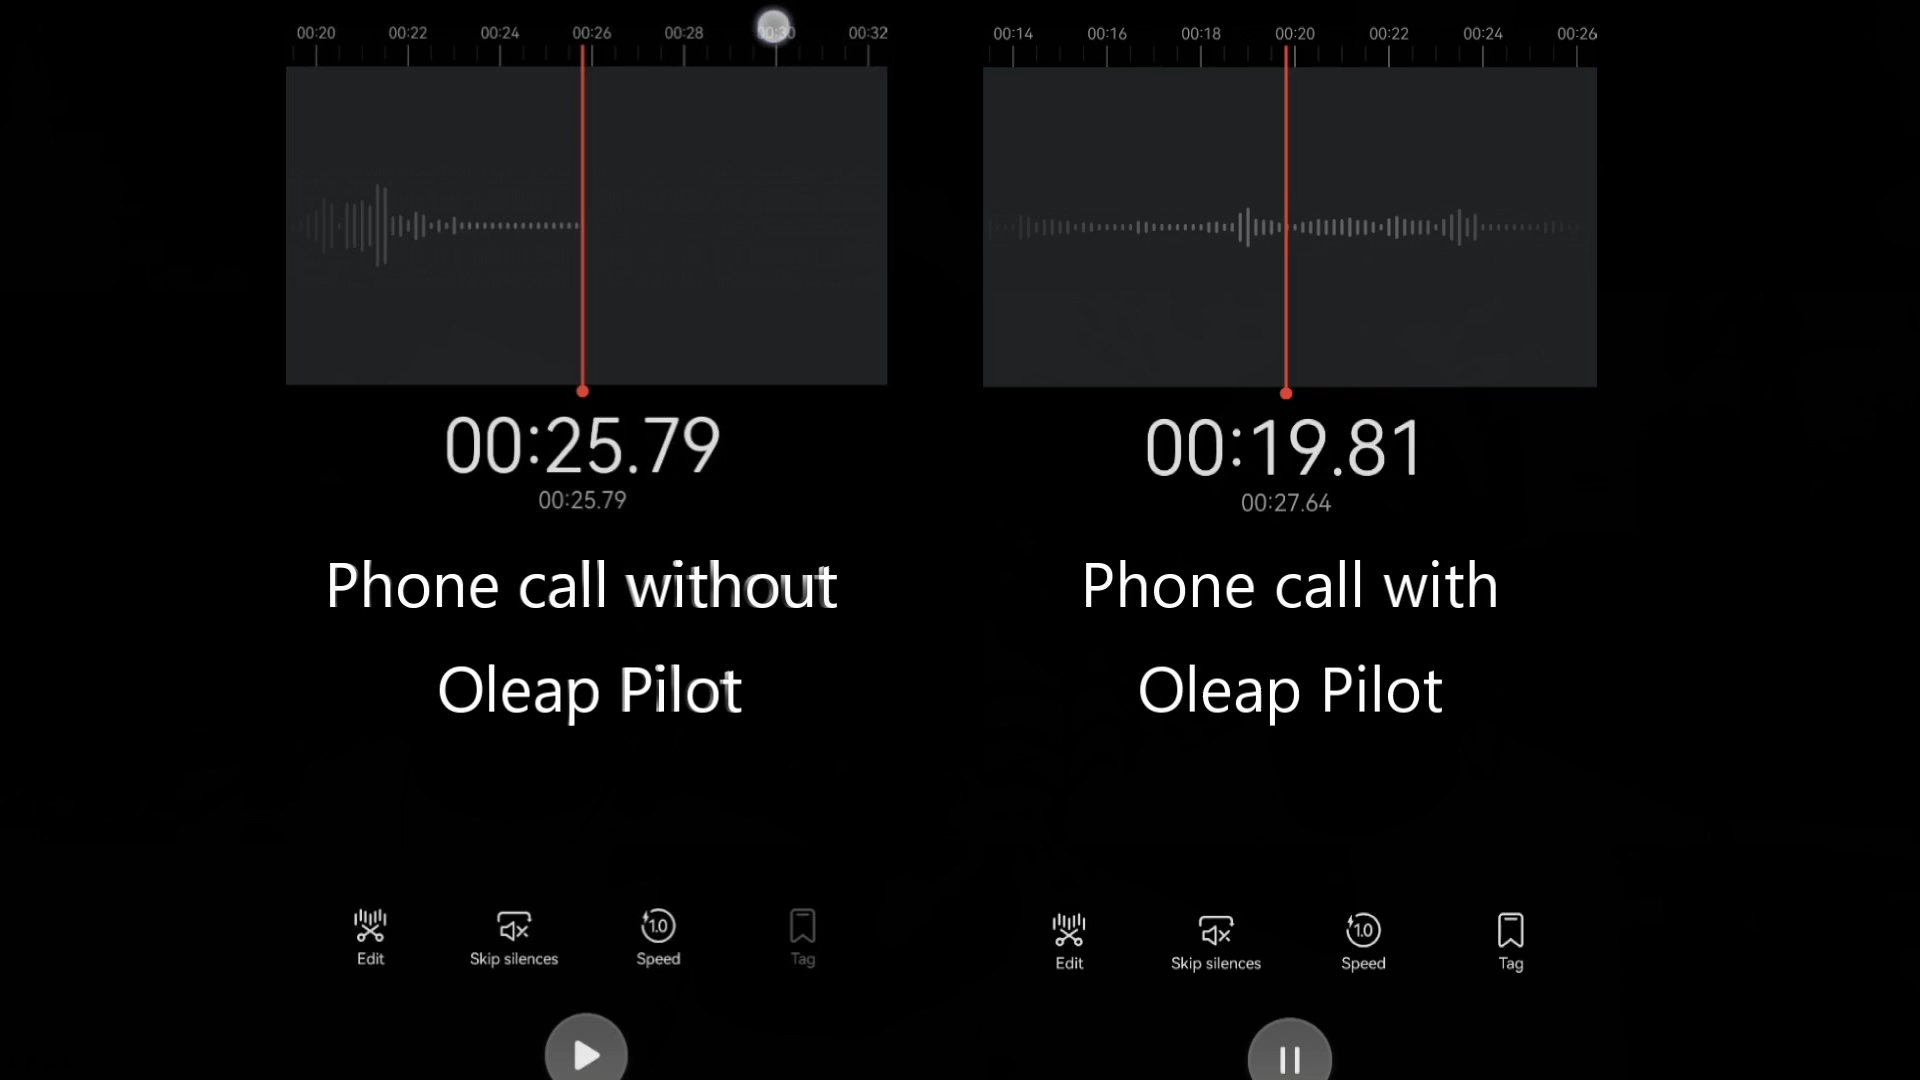 00:20 00:22 00:24 00:26 00:28 00:30 00:32
00:25.79
00:25.79
Phone call without
Oleap Pilot
Edit Skip silences 1.0 Speed Tag
00:14 00:16 00:18 00:20 00:22 00:24 00:26
00:19.81
00:27.64
Phone call with
Oleap Pilot
Edit Skip silences 1.0 Speed Tag